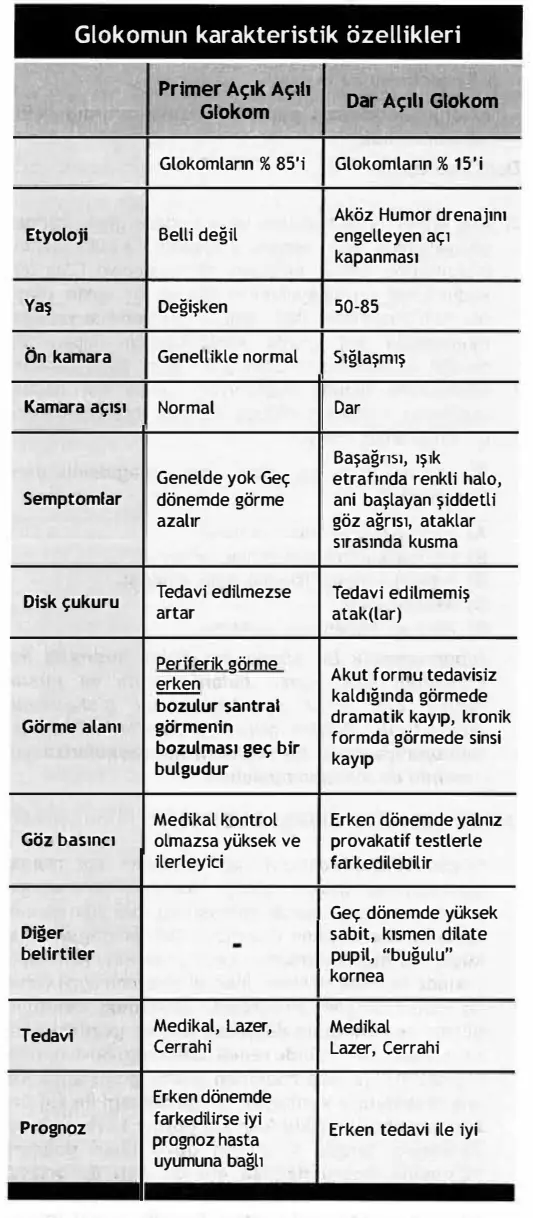 Glokomun karakteristik özellikleri
Primer Açık Açılı
Glokom
Dar Açılı Glokom
Glokomların % 85'i
Glokomların % 15'i
Etyoloji
Belli değil
Aköz Humor drenajını
engelleyen açı
kapanması
Yaş
Değişken
50-85
Ön kamara
Genellikle normal
Sığlaşmış
Kamara açısı
Normal
Dar
Semptomlar
Genelde yok Geç
dönemde görme
azalır
Başağrısı, ışık
etrafında renkli halo,
ani başlayan şiddetli
göz ağrısı, ataklar
sırasında kusma
Disk çukuru
Tedavi edilmezse
artar
Tedavi edilmemiş
atak(lar)
Görme alanı
Periferik görme
erken
bozulur santral
görmenin
bozulması geç bir
bulgudur
Akut formu tedavisiz
kaldığında görmede
dramatik kayıp, kronik
formda görmede sinsi
kayıp
Göz basıncı
Medikal kontrol
olmazsa yüksek ve
ilerleyici
Erken dönemde yalnız
provakatif testlerle
farkedilebilir
Diğer
belirtiler
-
Geç dönemde yüksek
sabit, kısmen dilate
pupil, "buğulu"
kornea
Tedavi
Medikal, Lazer,
Cerrahi
Medikal
Lazer, Cerrahi
Prognoz
Erken dönemde
farkedilirse iyi
prognoz hasta
uyumuna bağlı
Erken tedavi ile iyi